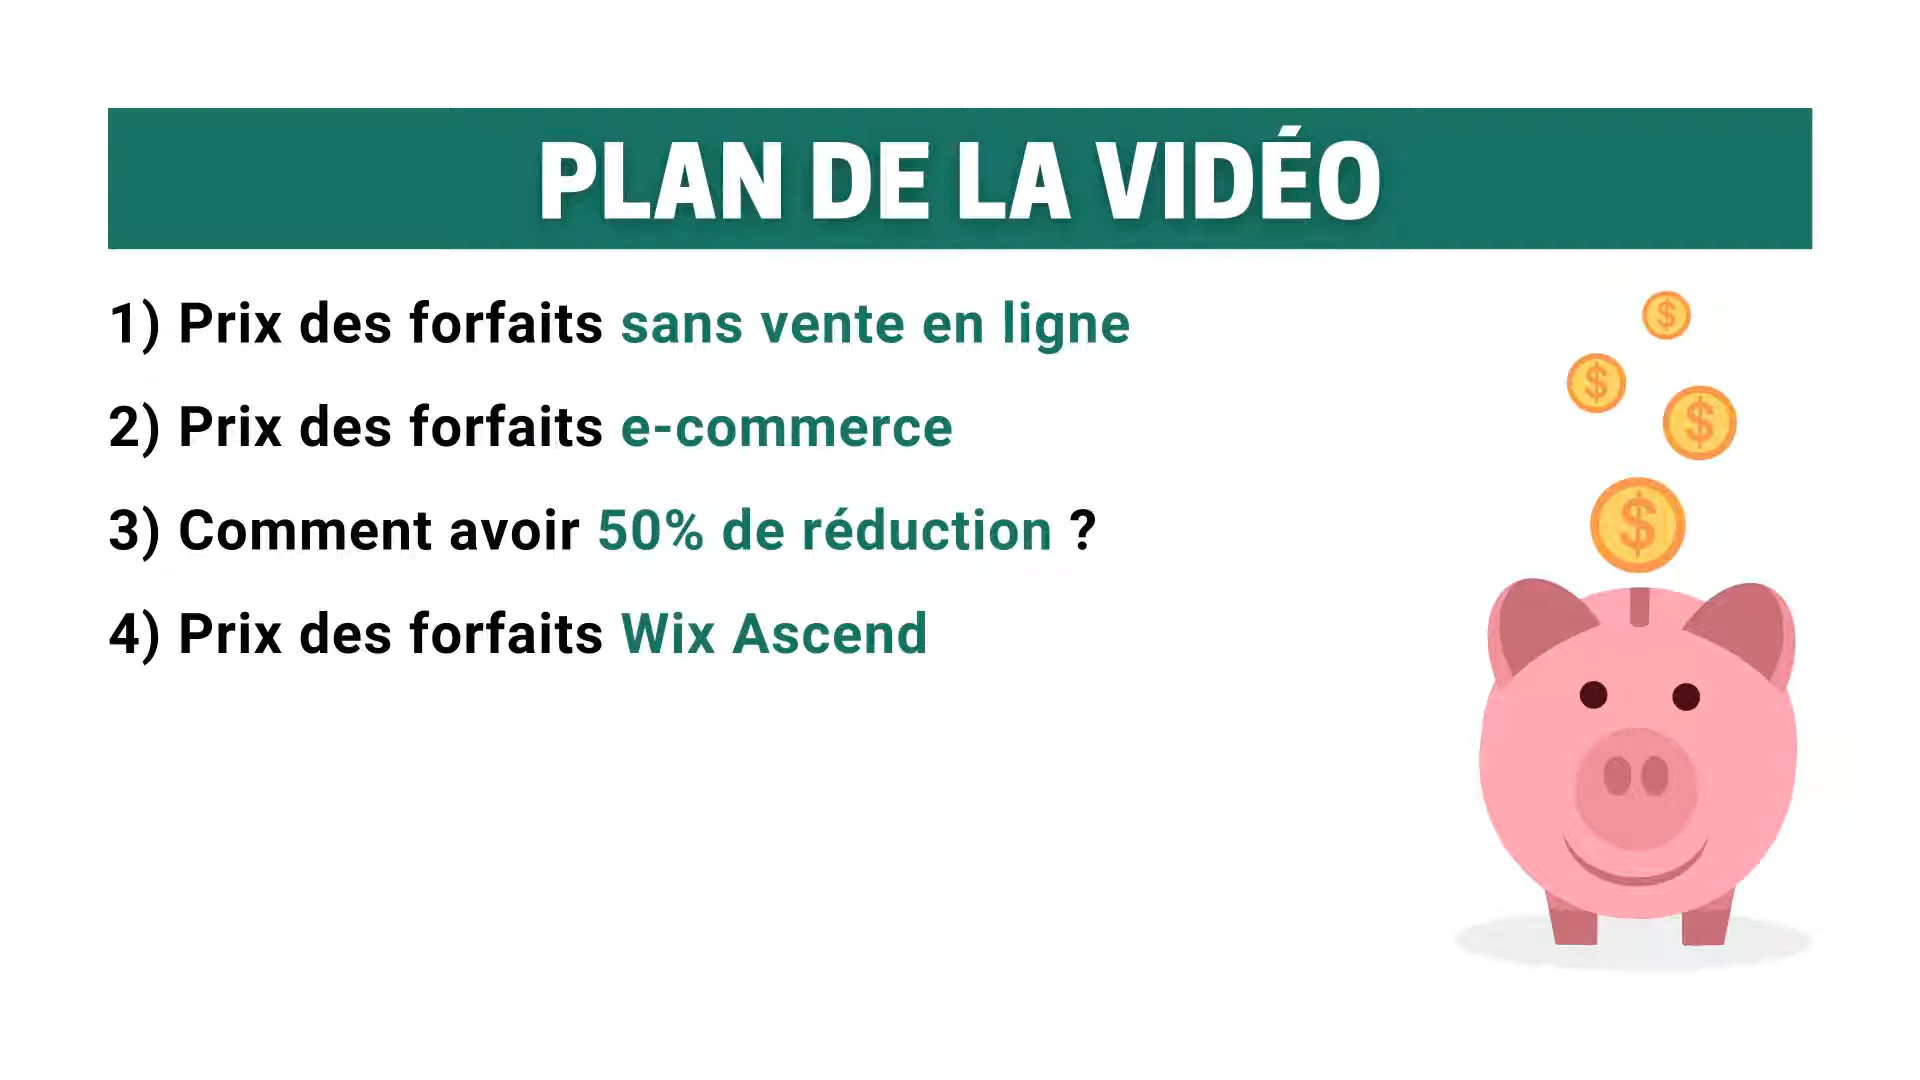 PLAN DE LA VIDÉO
1) Prix des forfaits sans vente en ligne
2) Prix des forfaits e-commerce
3) Comment avoir 50% de réduction ?
4) Prix des forfaits Wix Ascend
$
$
$
$